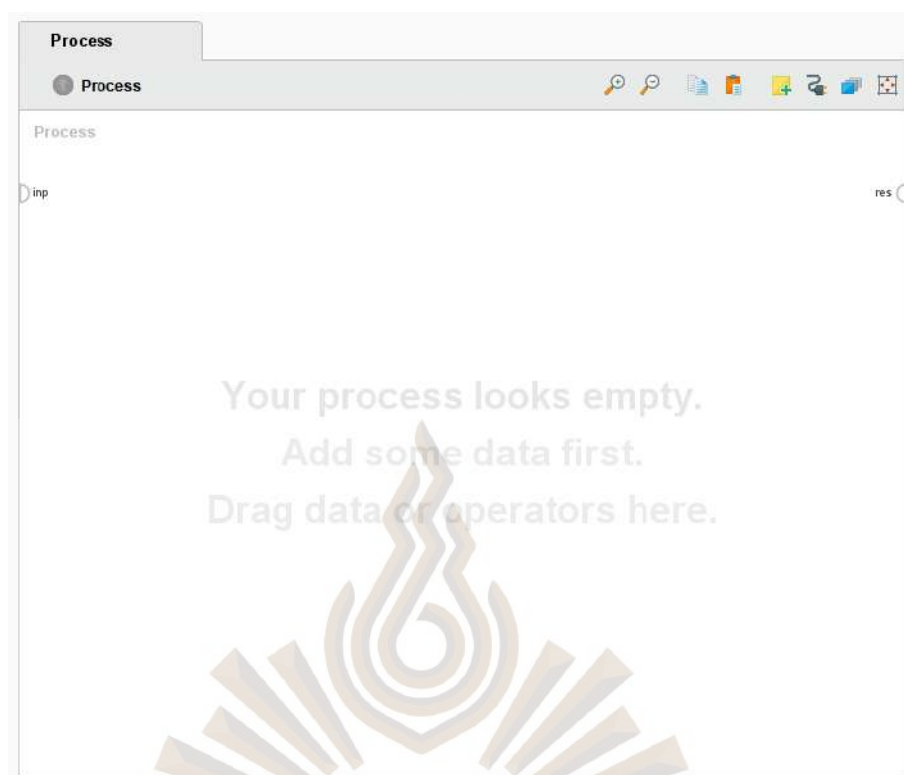 Process
Process
Process
inp
res
Your process looks empty.
Add some data first.
Drag data or operators here.